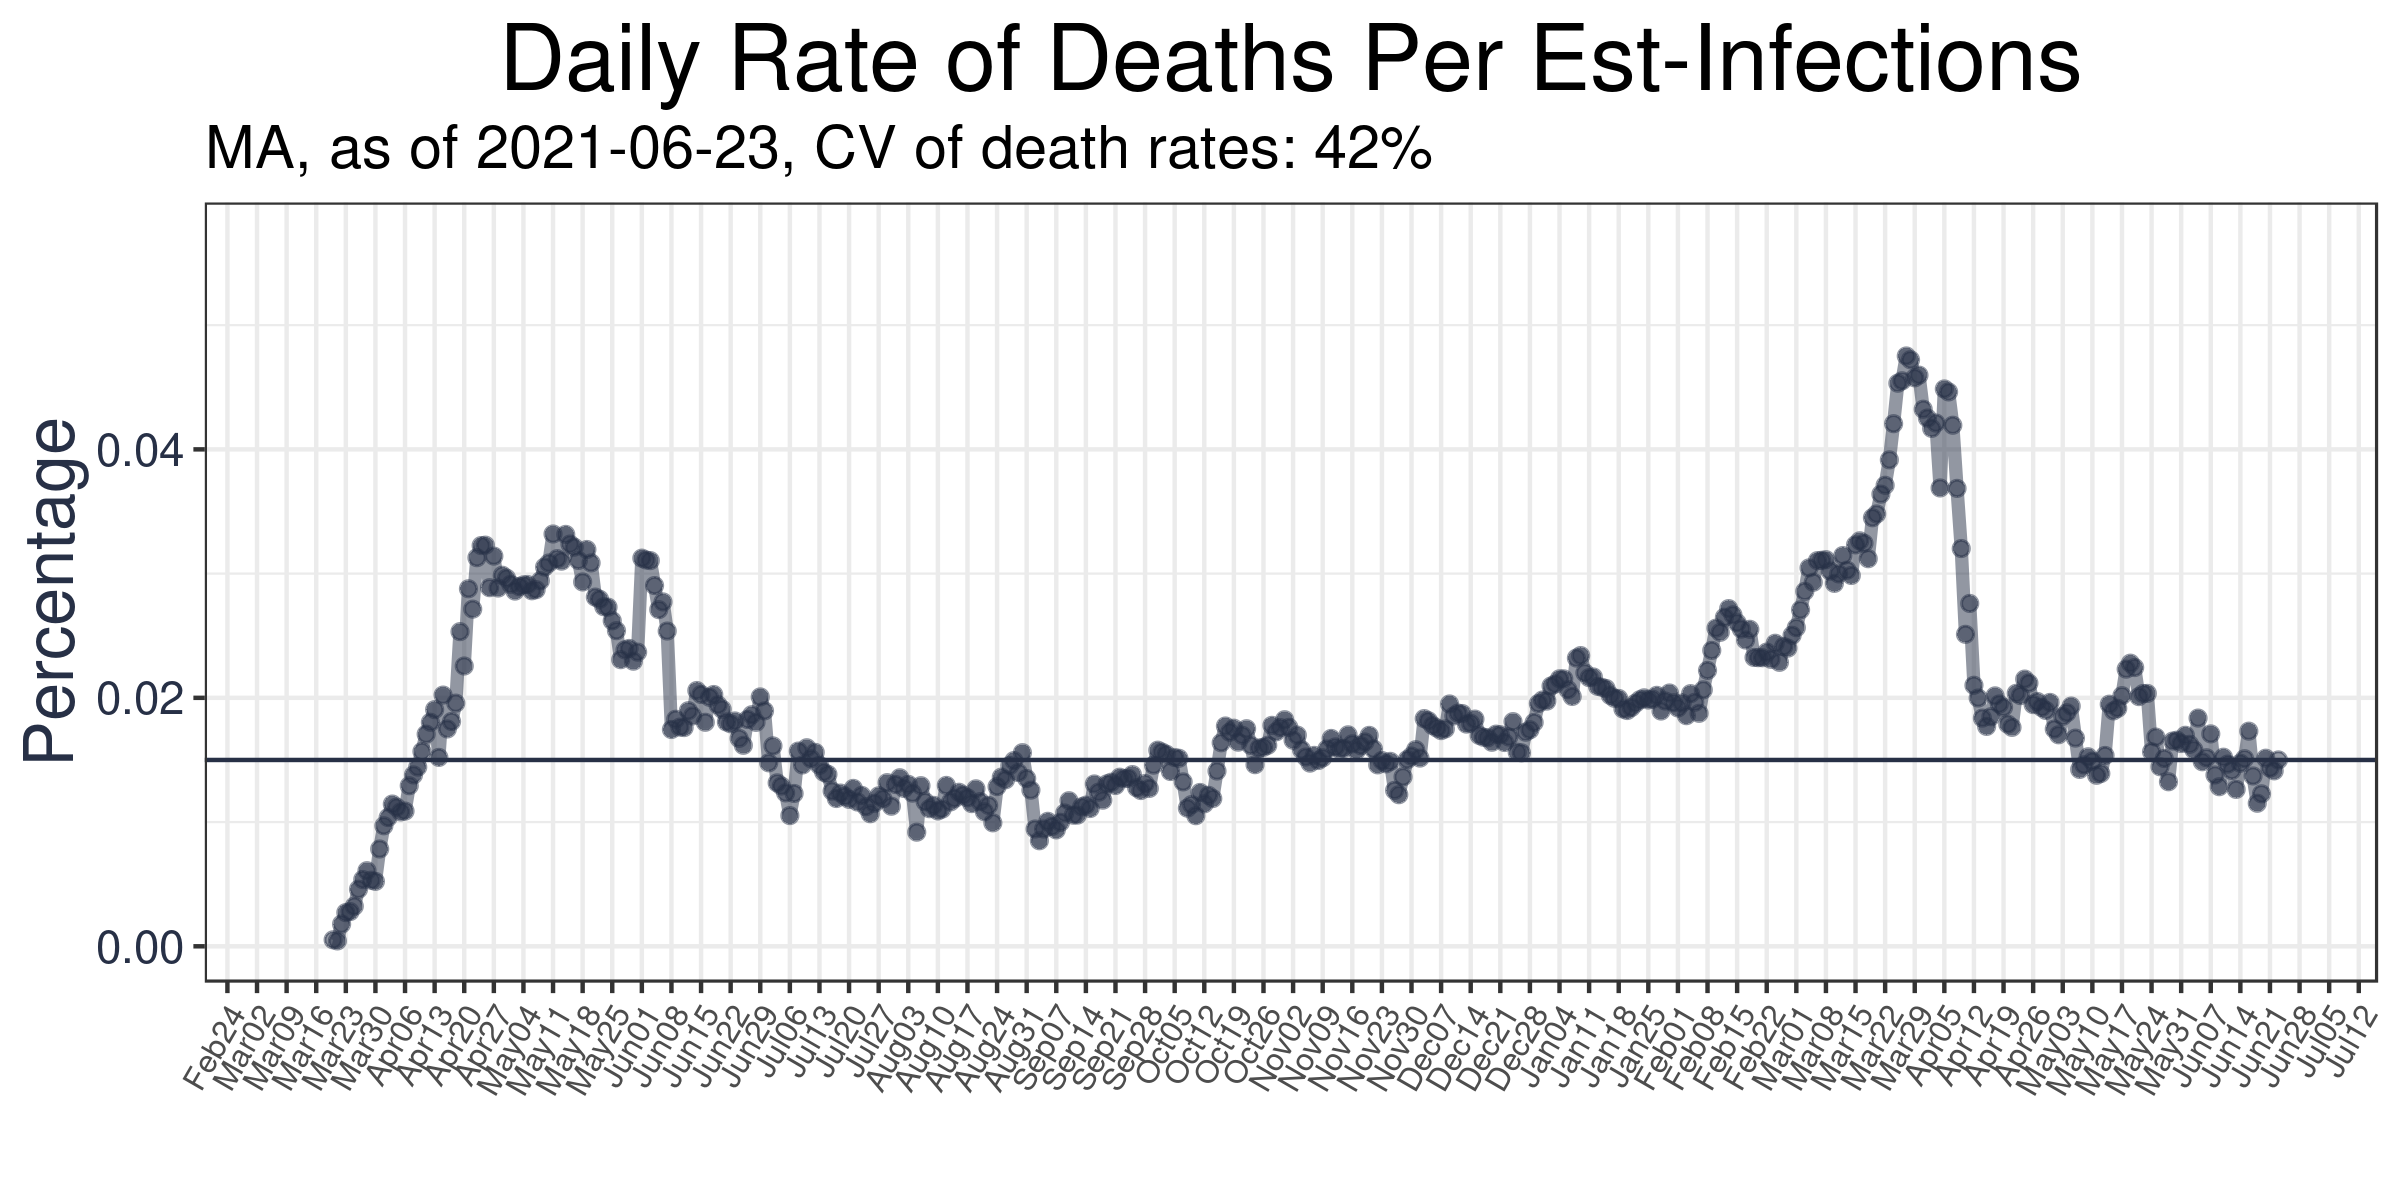 Daily Rate of Deaths Per Est-Infections
MA, as of 2021-06-23, CV of death rates: 42%
Percentage
0.04
0.02
0.00
Feb24
Mar02
Mar09
Mar16
Mar23
Mar30
Apr06
Apr13
Apr20
Apr27
May04
May11
May18
May25
Jun01
Jun08
Jun15
Jun22
Jun29
Jul06
Jul13
Jul20
Jul27
Aug03
Aug10
Aug17
Aug24
Aug31
Sep07
Sep14
Sep21
Sep28
Oct05
Oct12
Oct19
Oct26
Nov02
Nov09
Nov16
Nov23
Nov30
Dec07
Dec14
Dec21
Dec28
Jan04
Jan11
Jan18
Jan25
Feb01
Feb08
Feb15
Feb22
Mar01
Mar08
Mar15
Mar22
Mar29
Apr05
Apr12
Apr19
Apr26
May03
May10
May17
May24
May31
Jun07
Jun14
Jun21
Jun28
Jul05
Jul12